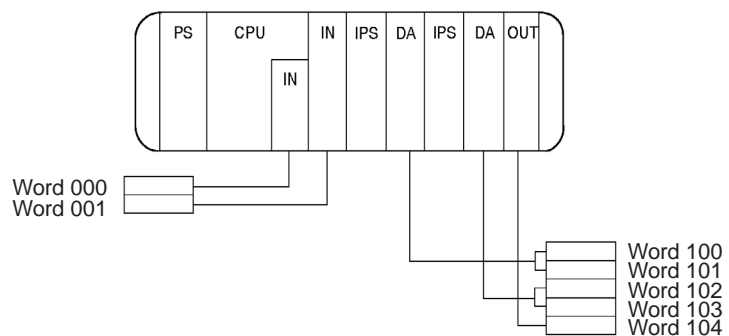 PS CPU IN IPS DA IPS DA OUT
IN
Word 000
Word 001
Word 100
Word 101
Word 102
Word 103
Word 104